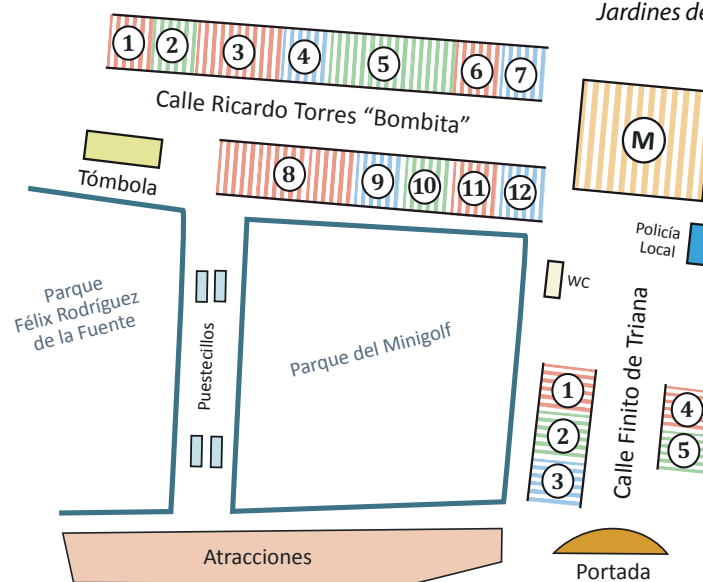 Jardines de
1 2 3 4 5 6 7
Calle Ricardo Torres “Bombita”
M
Tómbola
8 9 10 11 12
Policía
Local
WC
Parque
Félix Rodríguez
de la Fuente
Puestecillos
Parque del Minigolf
Calle Finito de Triana
1
2
3
4
5
Atracciones
Portada